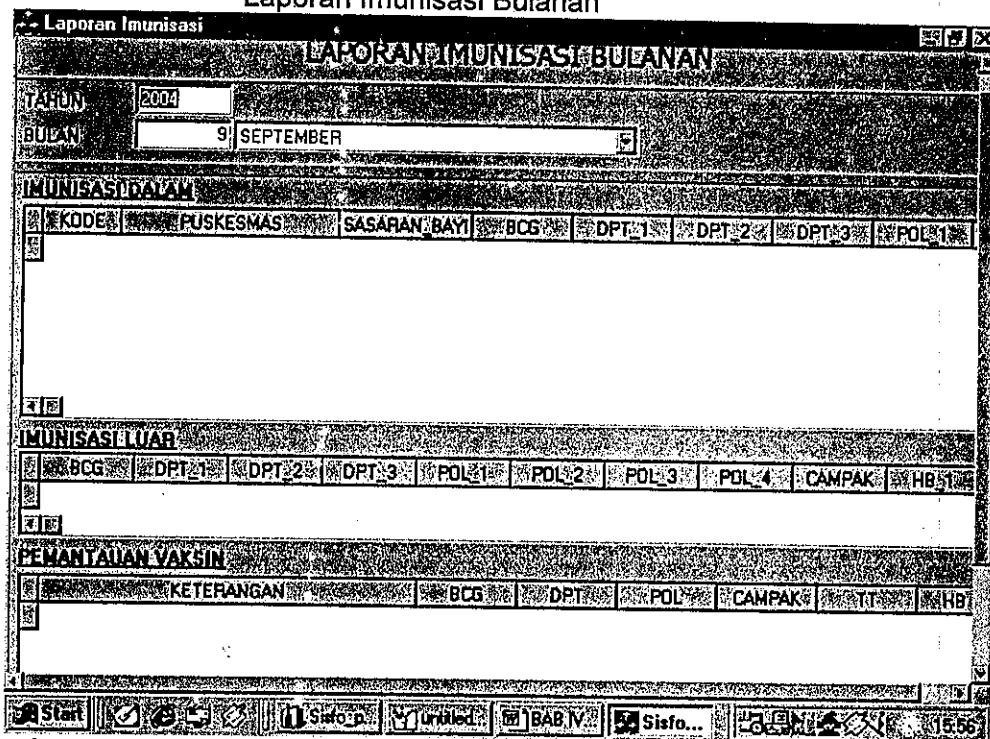 Laporan Imunisasi Bulanan
Laporan Imunisasi
LAPORAN IMUNISASI BULANAN
TAHUN 2004
BULAN 9 SEPTEMBER
IMUNISASI DALAM
KODE PUSKESMAS SASARAN_BAYI BCG DPT_1 DPT_2 DPT_3 POL_1
IMUNISASI LUAR
BCG DPT_1 DPT_2 DPT_3 POL_1 POL_2 POL_3 POL_4 CAMPAK HB_1
PEMANTAUAN VAKSIN
KETERANGAN BCG DPT POL CAMPAK TT HB
Start Sisfo_p... untitled... BAB IV... Sisfo... 15:56